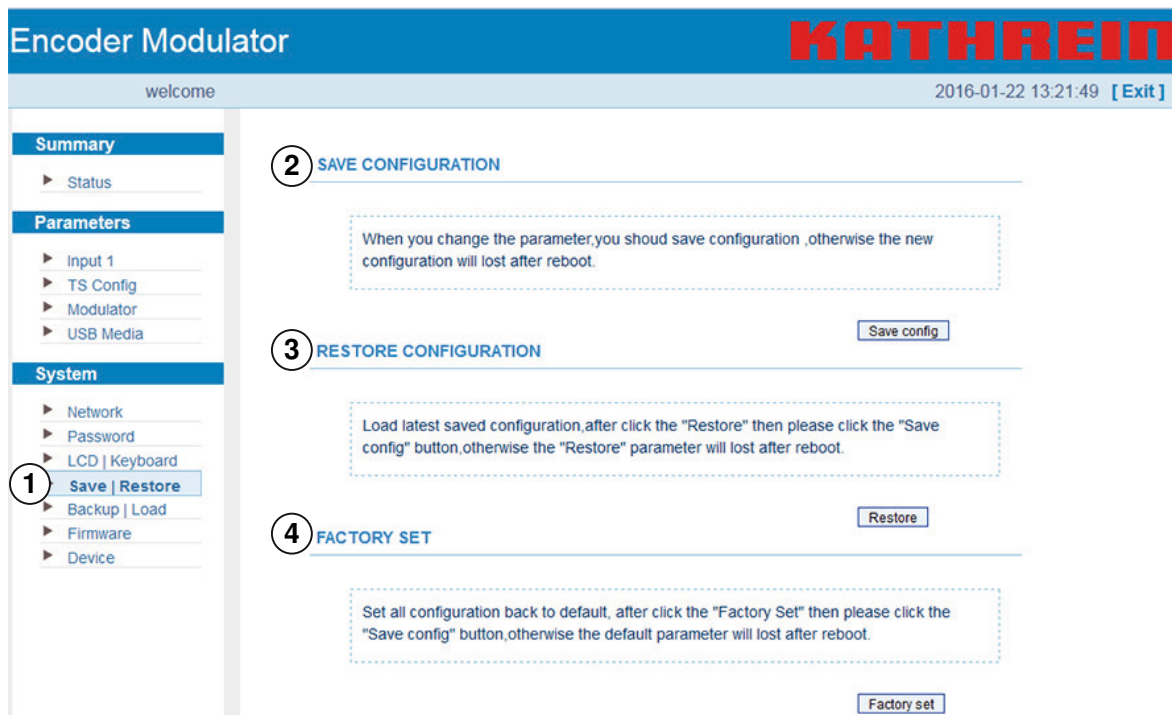 Encoder Modulator
KATHREIN
welcome
2016-01-22 13:21:49 [ Exit ]
Summary
Status
Parameters
Input 1
TS Config
Modulator
USB Media
System
Network
Password
LCD | Keyboard
1 Save | Restore
Backup | Load
Firmware
Device
2 SAVE CONFIGURATION
When you change the parameter,you shoud save configuration ,otherwise the new
configuration will lost after reboot.
Save config
3 RESTORE CONFIGURATION
Load latest saved configuration,after click the "Restore" then please click the "Save
config" button,otherwise the "Restore" parameter will lost after reboot.
Restore
4 FACTORY SET
Set all configuration back to default, after click the "Factory Set" then please click the
"Save config" button,otherwise the default parameter will lost after reboot.
Factory set